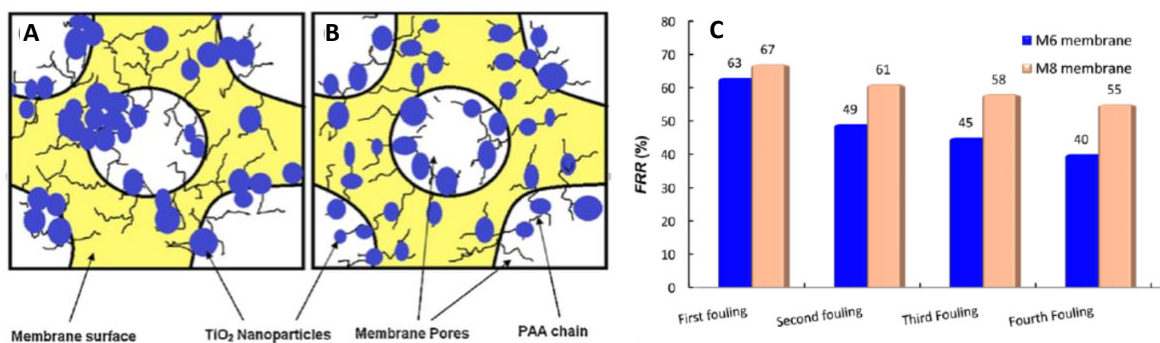 A
B
Membrane surface
TiO₂ Nanoparticles
Membrane Pores
PAA chain
C
M6 membrane
M8 membrane
FRR (%)
80
70
60
50
40
30
20
10
0
63
67
49
61
45
58
40
55
First fouling
Second fouling
Third Fouling
Fourth Fouling